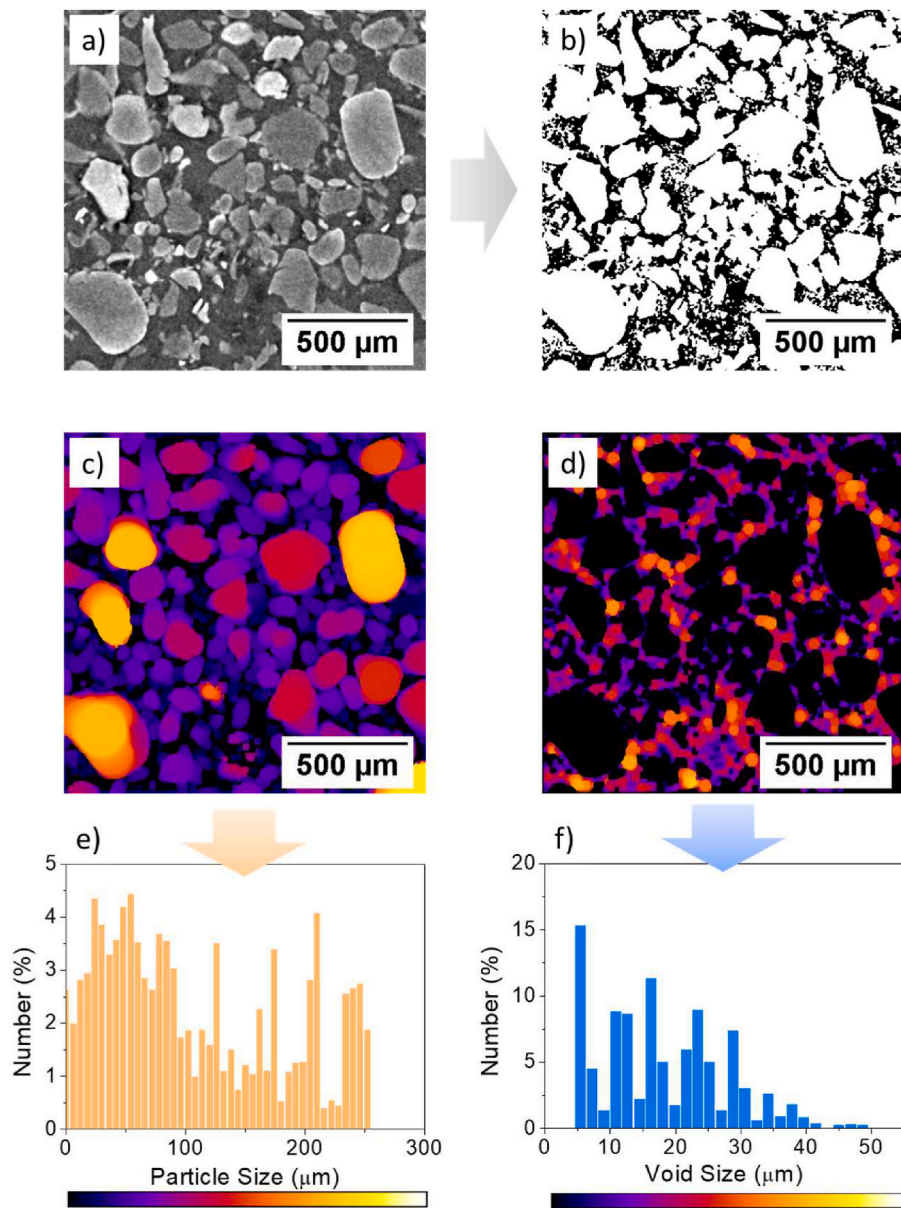 a)
b)
500 μm
500 μm
c)
d)
500 μm
500 μm
e)
f)
5
4
3
2
1
0
Number (%)
0 100 200 300
Particle Size (μm)
20
15
10
5
0
Number (%)
0 10 20 30 40 50
Void Size (μm)